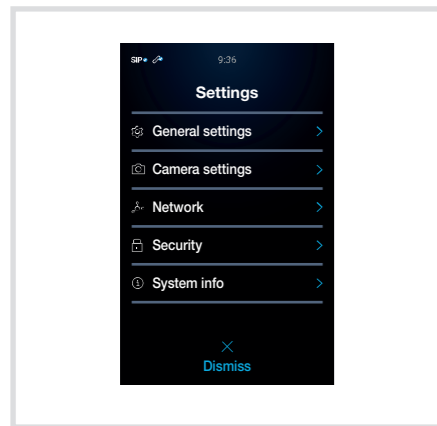 SIP 9:36
Settings
General settings
Camera settings
Network
Security
System info
Dismiss